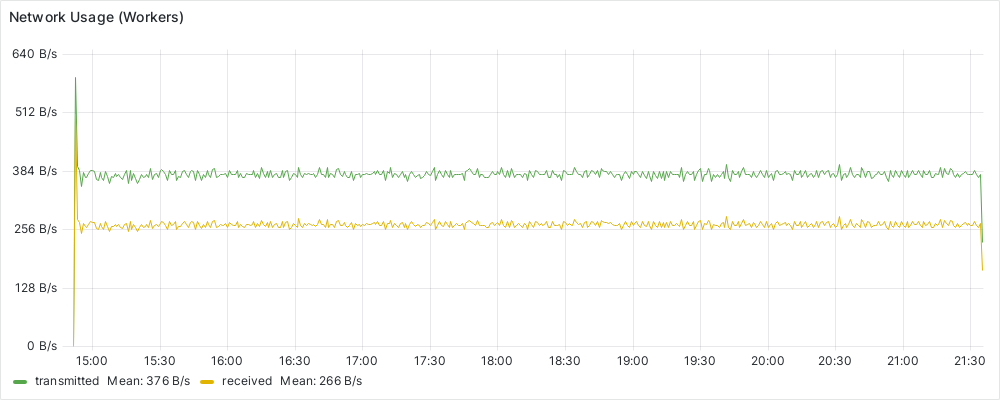 Network Usage (Workers)
640 B/s
512 B/s
384 B/s
256 B/s
128 B/s
0 B/s
15:00 15:30 16:00 16:30 17:00 17:30 18:00 18:30 19:00 19:30 20:00 20:30 21:00 21:30
transmitted Mean: 376 B/s received Mean: 266 B/s